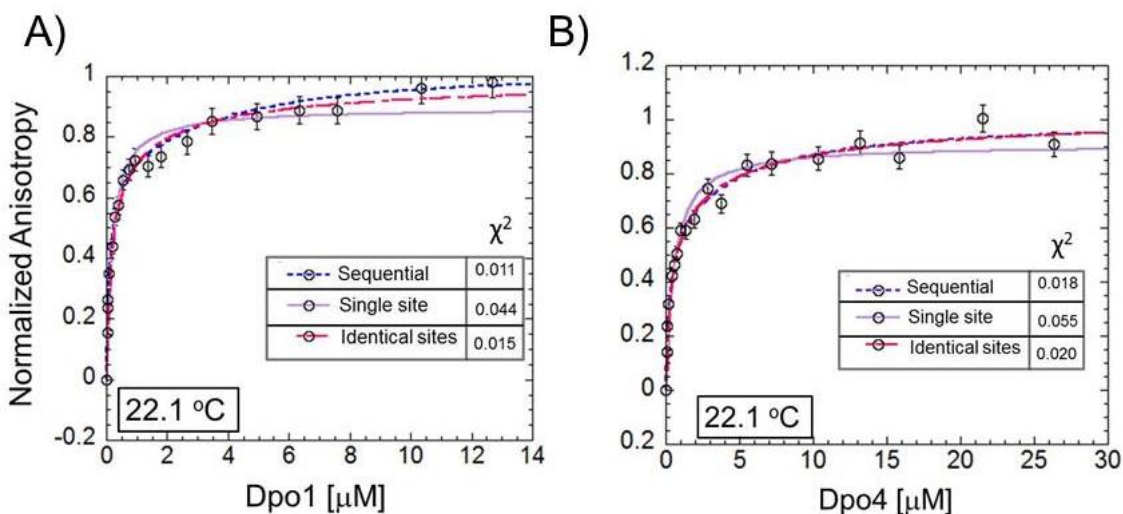 A)
B)
Normalized Anisotropy
1
0.8
0.6
0.4
0.2
0
-0.2
0 2 4 6 8 10 12 14
Dpo1 [μM]
χ²
Sequential 0.011
Single site 0.044
Identical sites 0.015
22.1 °C
1.2
1
0.8
0.6
0.4
0.2
0
0.2
0 5 10 15 20 25 30
Dpo4 [μM]
χ²
Sequential 0.018
Single site 0.055
Identical sites 0.020
22.1 °C